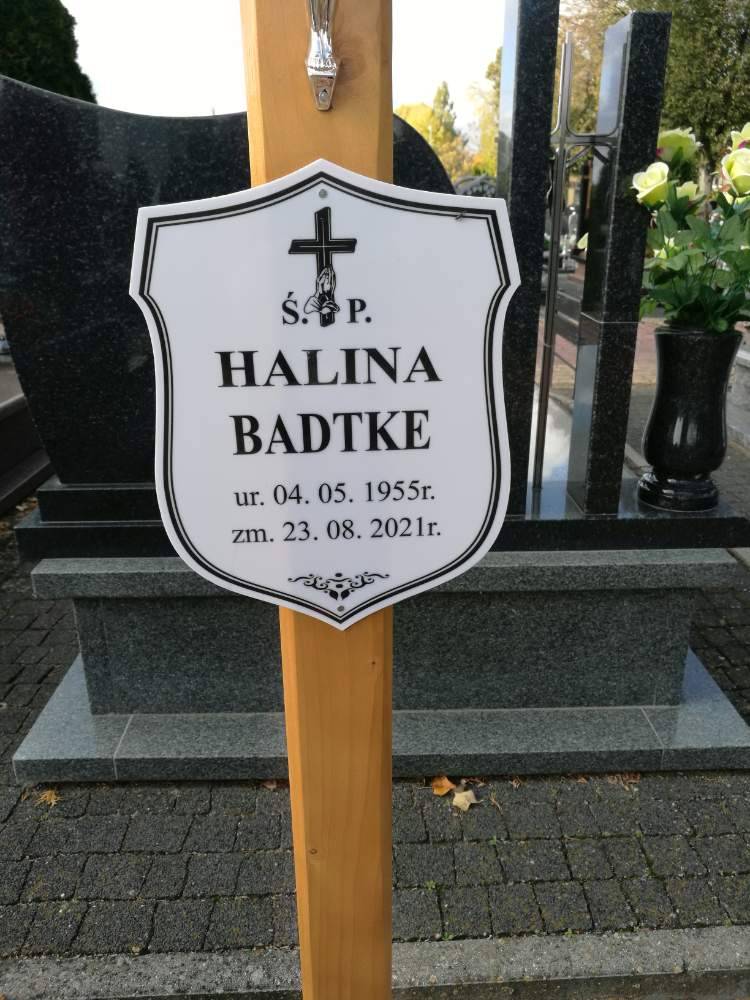 Ś. P.
HALINA
BADTKE
ur. 04. 05. 1955r.
zm. 23. 08. 2021r.